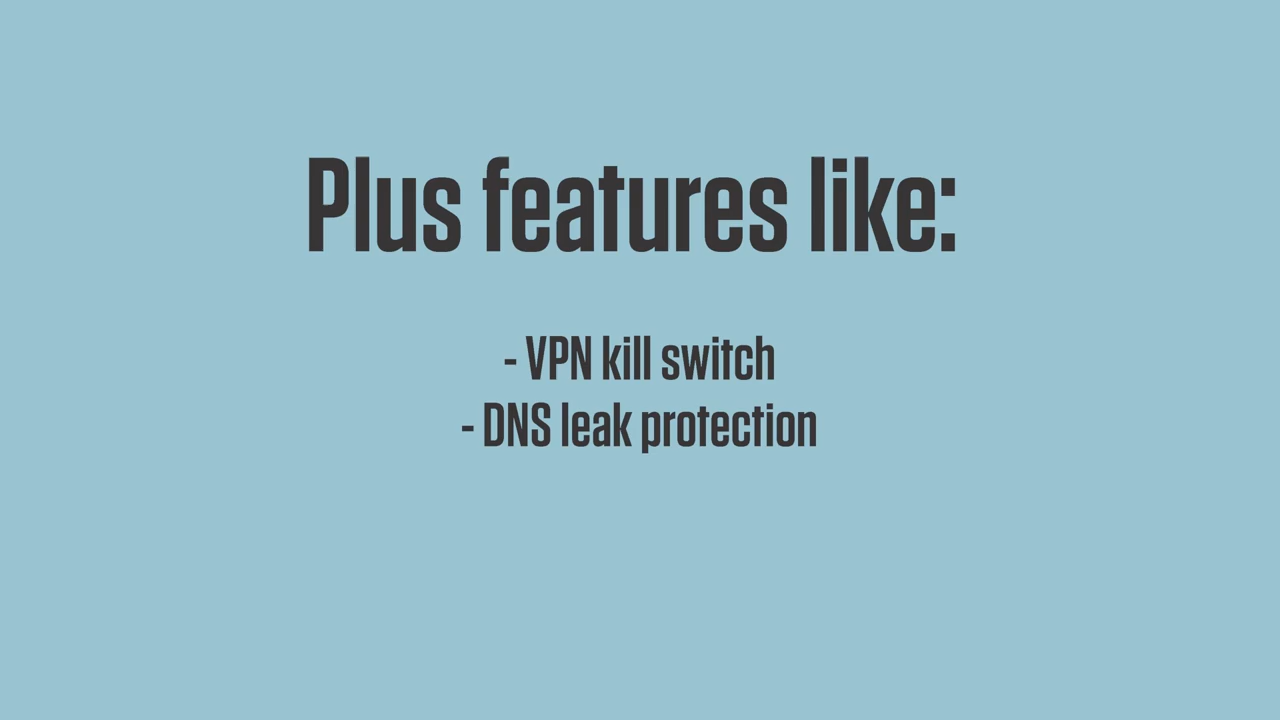 Plus features like:
- VPN kill switch
- DNS leak protection